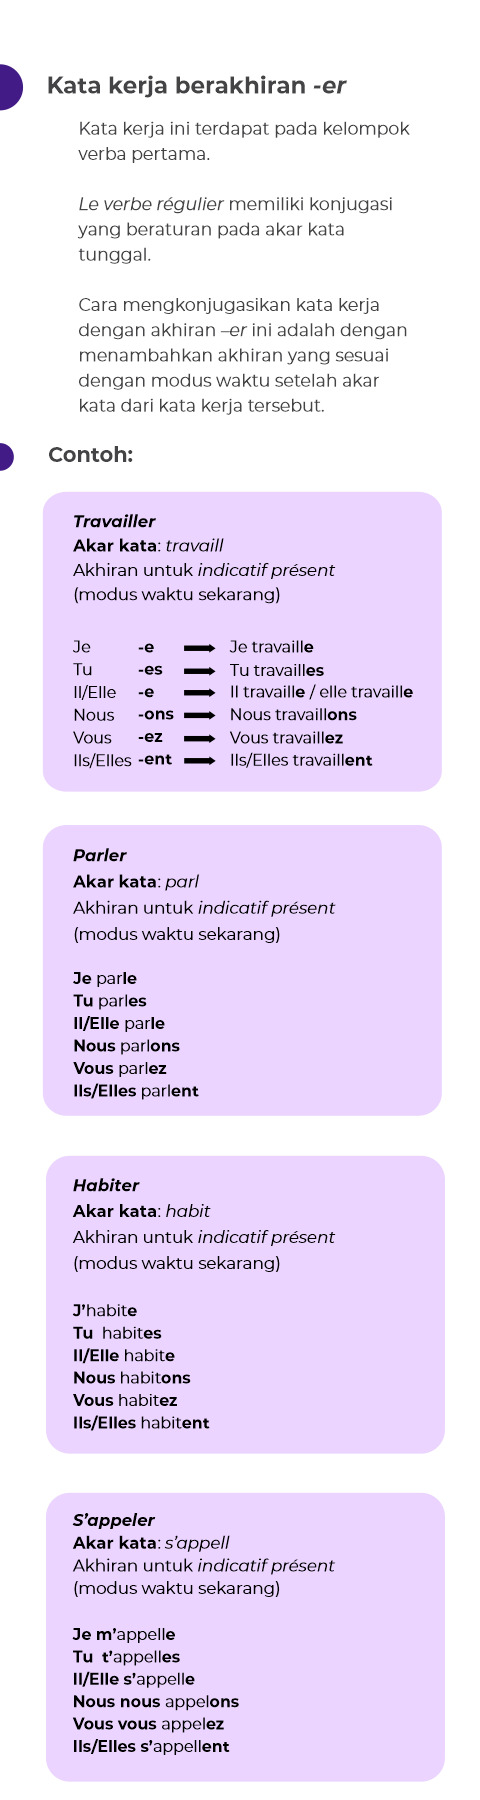 Kata kerja berakhiran -er
Kata kerja ini terdapat pada kelompok
verba pertama.
Le verbe régulier memiliki konjugasi
yang beraturan pada akar kata
tunggal.
Cara mengkonjugasikan kata kerja
dengan akhiran –er ini adalah dengan
menambahkan akhiran yang sesuai
dengan modus waktu setelah akar
kata dari kata kerja tersebut.
Contoh:
Travailler
Akar kata: travaill
Akhiran untuk indicatif présent
(modus waktu sekarang)
Je -e Je travaille
Tu -es Tu travailles
Il/Elle -e Il travaille / elle travaille
Nous -ons Nous travaillons
Vous -ez Vous travaillez
Ils/Elles -ent Ils/Elles travaillent
Parler
Akar kata: parl
Akhiran untuk indicatif présent
(modus waktu sekarang)
Je parle
Tu parles
Il/Elle parle
Nous parlons
Vous parlez
Ils/Elles parlent
Habiter
Akar kata: habit
Akhiran untuk indicatif présent
(modus waktu sekarang)
J’habite
Tu habites
Il/Elle habite
Nous habitons
Vous habitez
Ils/Elles habitent
S’appeler
Akar kata: s’appell
Akhiran untuk indicatif présent
(modus waktu sekarang)
Je m’appelle
Tu t’appelles
Il/Elle s’appelle
Nous nous appelons
Vous vous appelez
Ils/Elles s’appellent